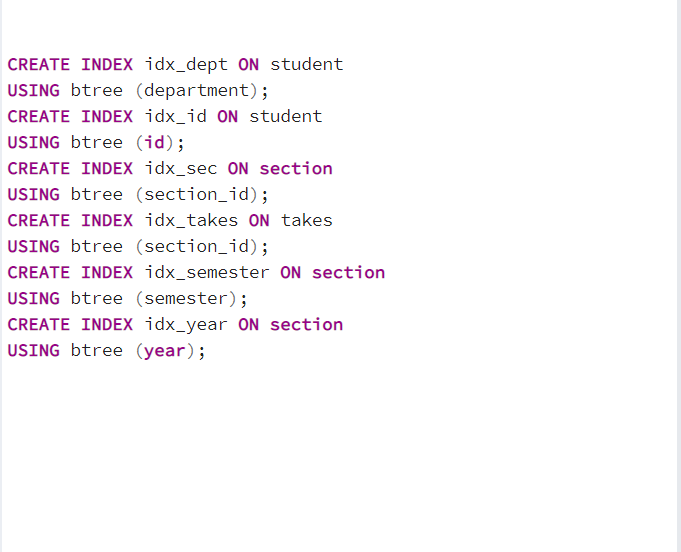 CREATE INDEX idx_dept ON student
USING btree (department);
CREATE INDEX idx_id ON student
USING btree (id);
CREATE INDEX idx_sec ON section
USING btree (section_id);
CREATE INDEX idx_takes ON takes
USING btree (section_id);
CREATE INDEX idx_semester ON section
USING btree (semester);
CREATE INDEX idx_year ON section
USING btree (year);